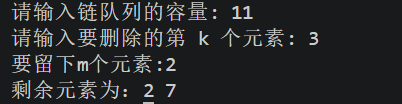 请输入链队列的容量: 11
请输入要删除的第 k 个元素: 3
要留下m个元素:2
剩余元素为: 2 7